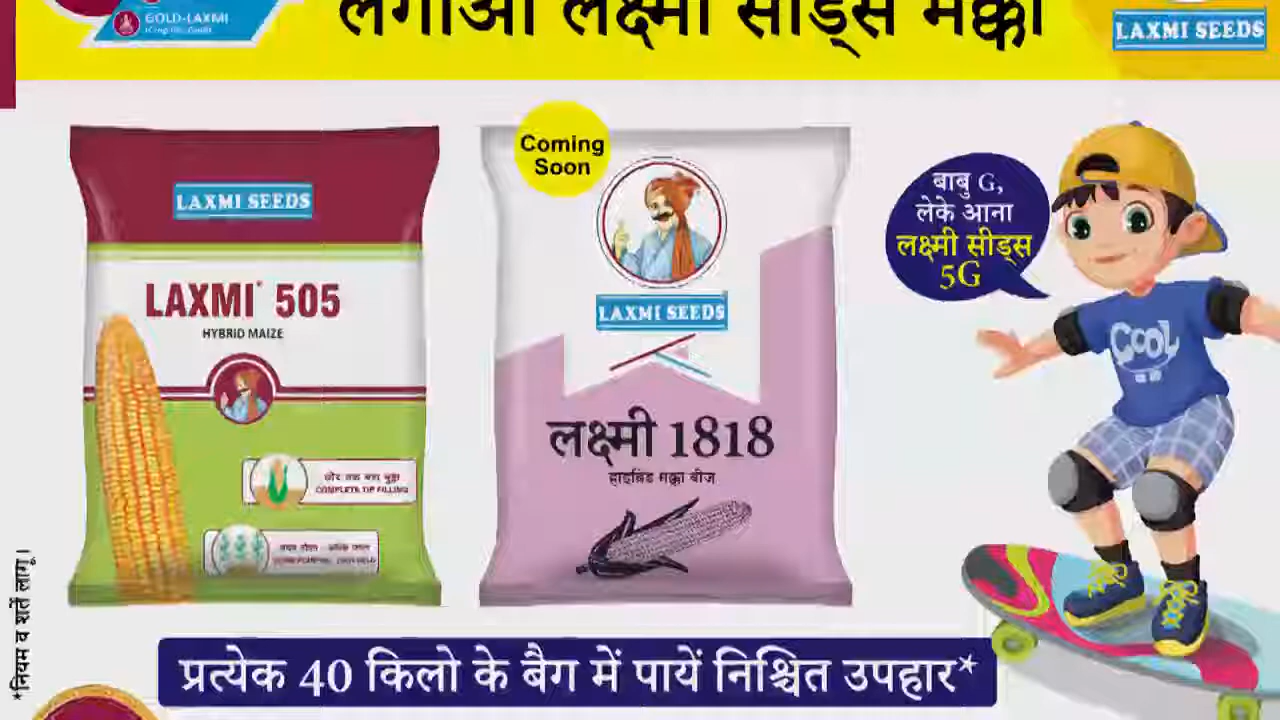 लगाओ लक्ष्मी सीड्स मक्का
GOLD-LAXMI
LAXMI SEEDS
LAXMI SEEDS
LAXMI 505
HYBRID MAIZE
COMPLETE TIP FILLING
Coming
Soon
LAXMI SEEDS
लक्ष्मी 1818
हाइब्रिड मक्का बीज
बाबु G,
लेके आना
लक्ष्मी सीड्स
5G
COOL
*नियम व शर्ते लागू।
प्रत्येक 40 किलो के बैग में पायें निश्चित उपहार*